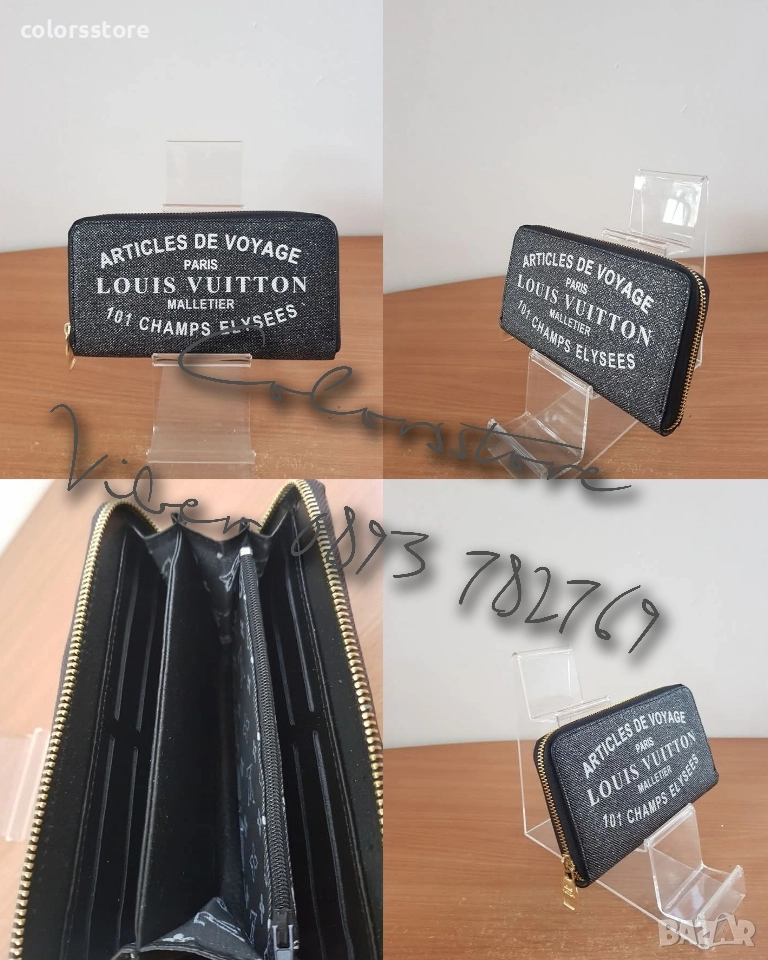 colorsstore
ARTICLES DE VOYAGE
PARIS
LOUIS VUITTON
MALLETIER
101 CHAMPS ELYSEES
ARTICLES DE VOYAGE
PARIS
LOUIS VUITTON
MALLETIER
101 CHAMPS ELYSEES
Colorsstore
Viber 0893 782769
ARTICLES DE VOYAGE
PARIS
LOUIS VUITTON
MALLETIER
101 CHAMPS ELYSEES
BAZAR